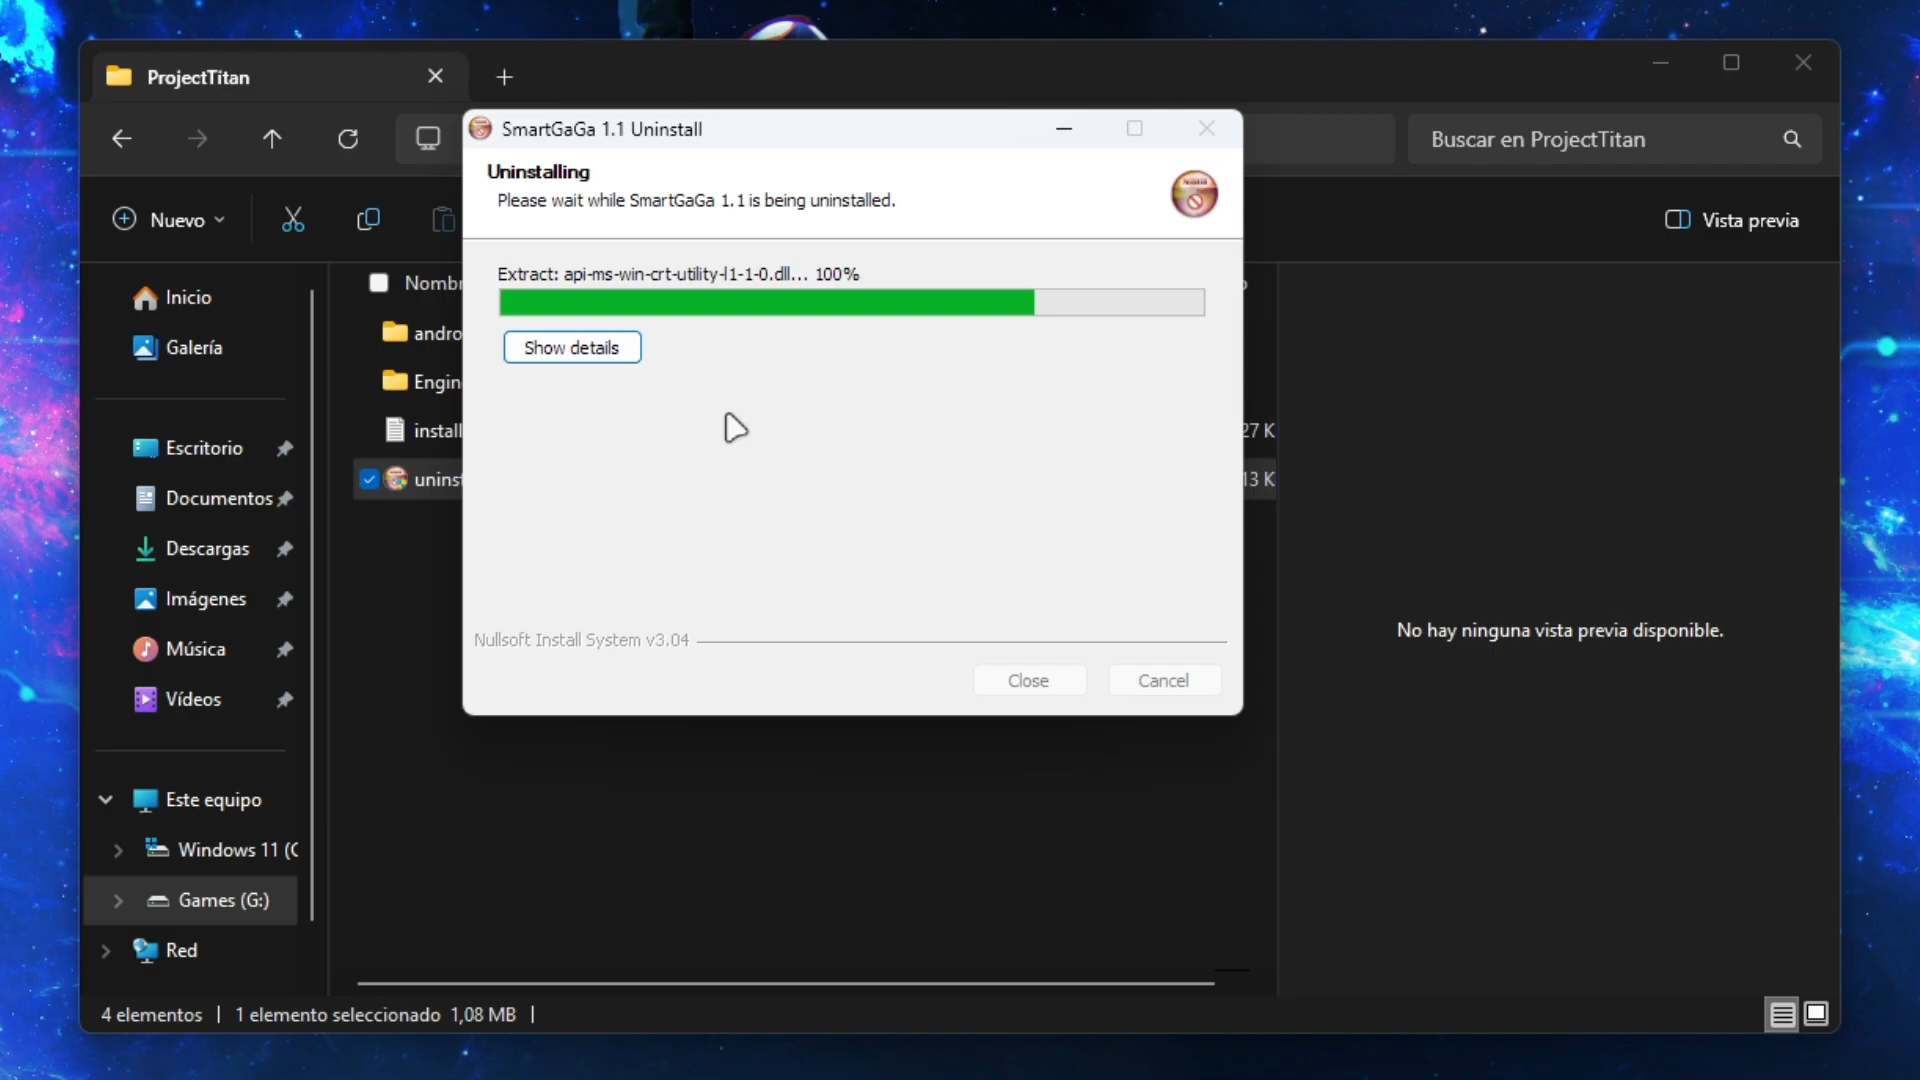 ProjectTitan
SmartGaGa 1.1 Uninstall
Buscar en ProjectTitan
Uninstalling
Please wait while SmartGaGa 1.1 is being uninstalled.
Nuevo
Vista previa
Extract: api-ms-win-crt-utility-l1-1-0.dll... 100%
Show details
Nombr
andro
Engin
install
27 K
unins
13 K
Inicio
Galería
Escritorio
Documentos
Descargas
Imágenes
Música
Vídeos
Este equipo
Windows 11 (C
Games (G:)
Red
No hay ninguna vista previa disponible.
Nullsoft Install System v3.04
Close
Cancel
4 elementos
1 elemento seleccionado 1,08 MB